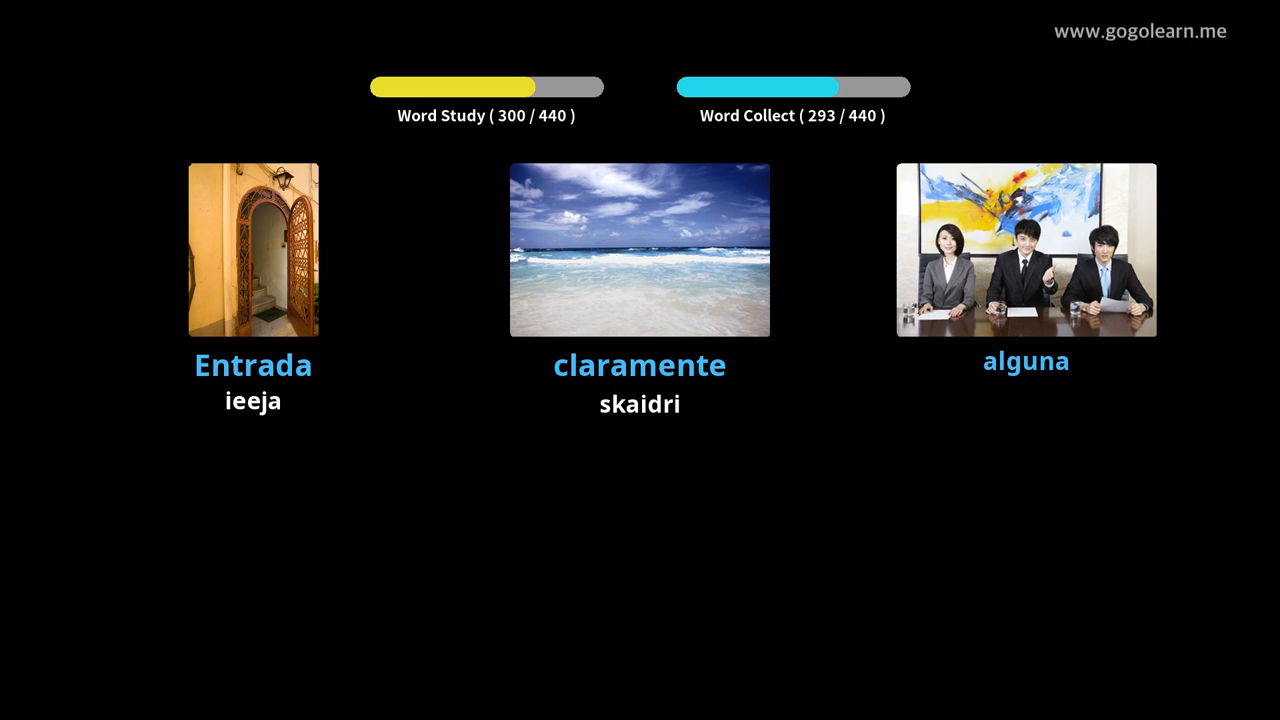 www.gogolearn.me
Word Study ( 300 / 440 )
Word Collect ( 293 / 440 )
Entrada
ieeja
claramente
skaidri
alguna